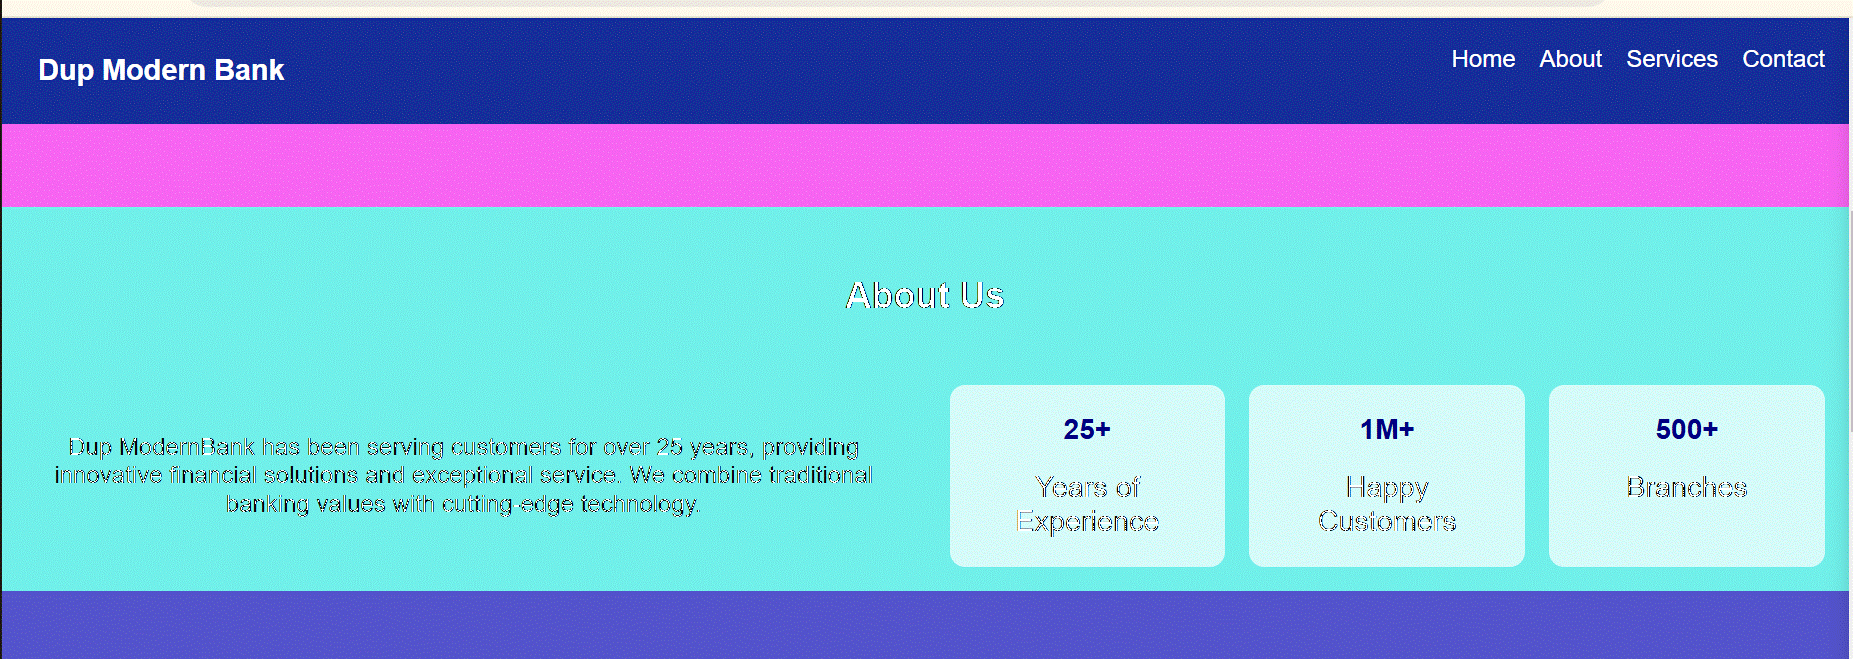 Dup Modern Bank
Home About Services Contact
About Us
Dup ModernBank has been serving customers for over 25 years, providing
innovative financial solutions and exceptional service. We combine traditional
banking values with cutting-edge technology.
25+
Years of
Experience
1M+
Happy
Customers
500+
Branches